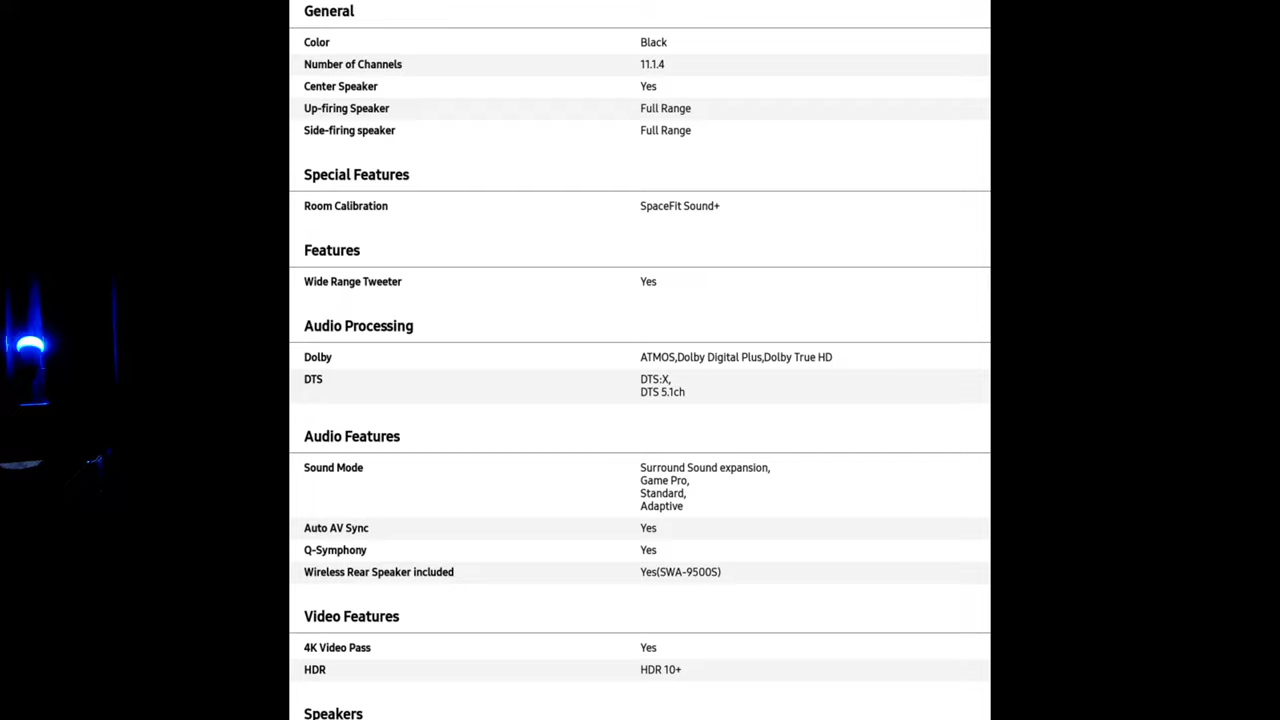 General
Color Black
Number of Channels 11.1.4
Center Speaker Yes
Up-firing Speaker Full Range
Side-firing speaker Full Range
Special Features
Room Calibration SpaceFit Sound+
Features
Wide Range Tweeter Yes
Audio Processing
Dolby ATMOS,Dolby Digital Plus,Dolby True HD
DTS DTS:X,
DTS 5.1ch
Audio Features
Sound Mode Surround Sound expansion,
Game Pro,
Standard,
Adaptive
Auto AV Sync Yes
Q-Symphony Yes
Wireless Rear Speaker included Yes(SWA-9500S)
Video Features
4K Video Pass Yes
HDR HDR 10+
Speakers